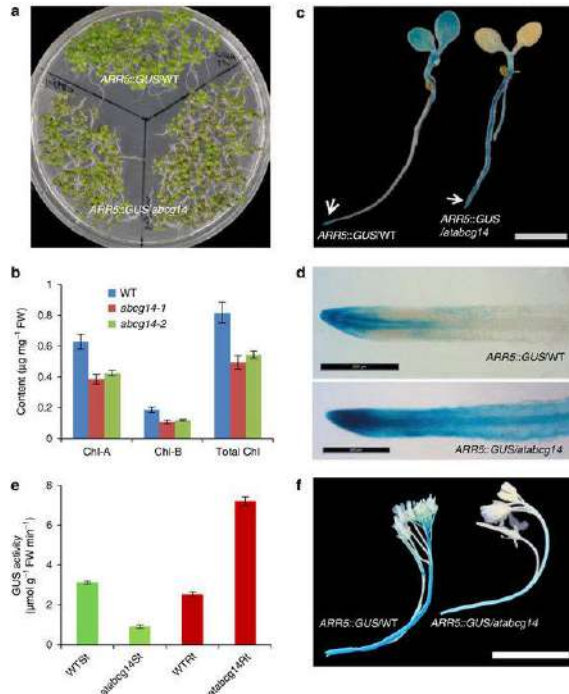 a
ARR5::GUS/WT
ARR5::GUS/abcg14
b
WT
abcg14-1
abcg14-2
Content (µg mg⁻¹ FW)
0.8
0.6
0.4
0.2
0
Chl-A
Chl-B
Total Chl
c
ARR5::GUS/WT
ARR5::GUS
/atabcg14
d
ARR5::GUS/WT
ARR5::GUS/atabcg14
e
GUS activity
(µmol g⁻¹ FW min⁻¹)
8
6
4
2
0
WTSt
atabcg14St
WTRt
atabcg14Rt
f
ARR5::GUS/WT
ARR5::GUS/atabcg14